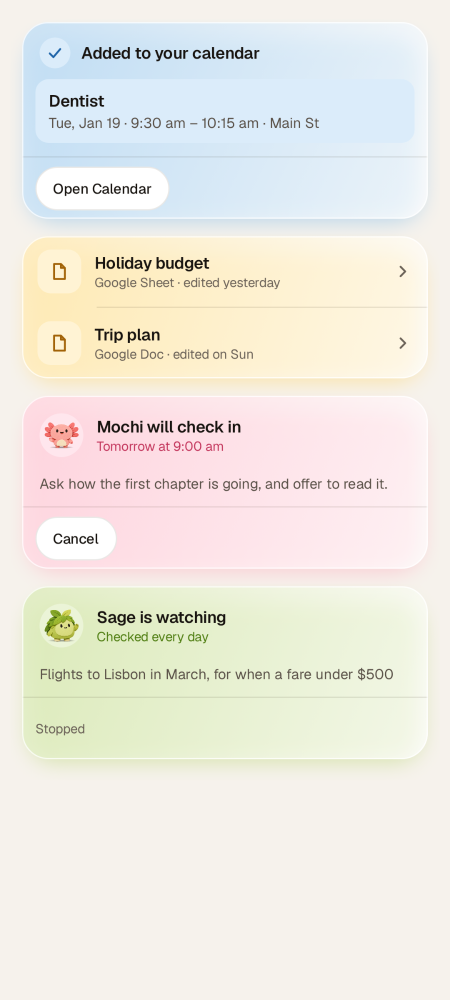 Added to your calendar
Dentist
Tue, Jan 19 · 9:30 am – 10:15 am · Main St
Open Calendar
Holiday budget
Google Sheet · edited yesterday
Trip plan
Google Doc · edited on Sun
Mochi will check in
Tomorrow at 9:00 am
Ask how the first chapter is going, and offer to read it.
Cancel
Sage is watching
Checked every day
Flights to Lisbon in March, for when a fare under $500
Stopped